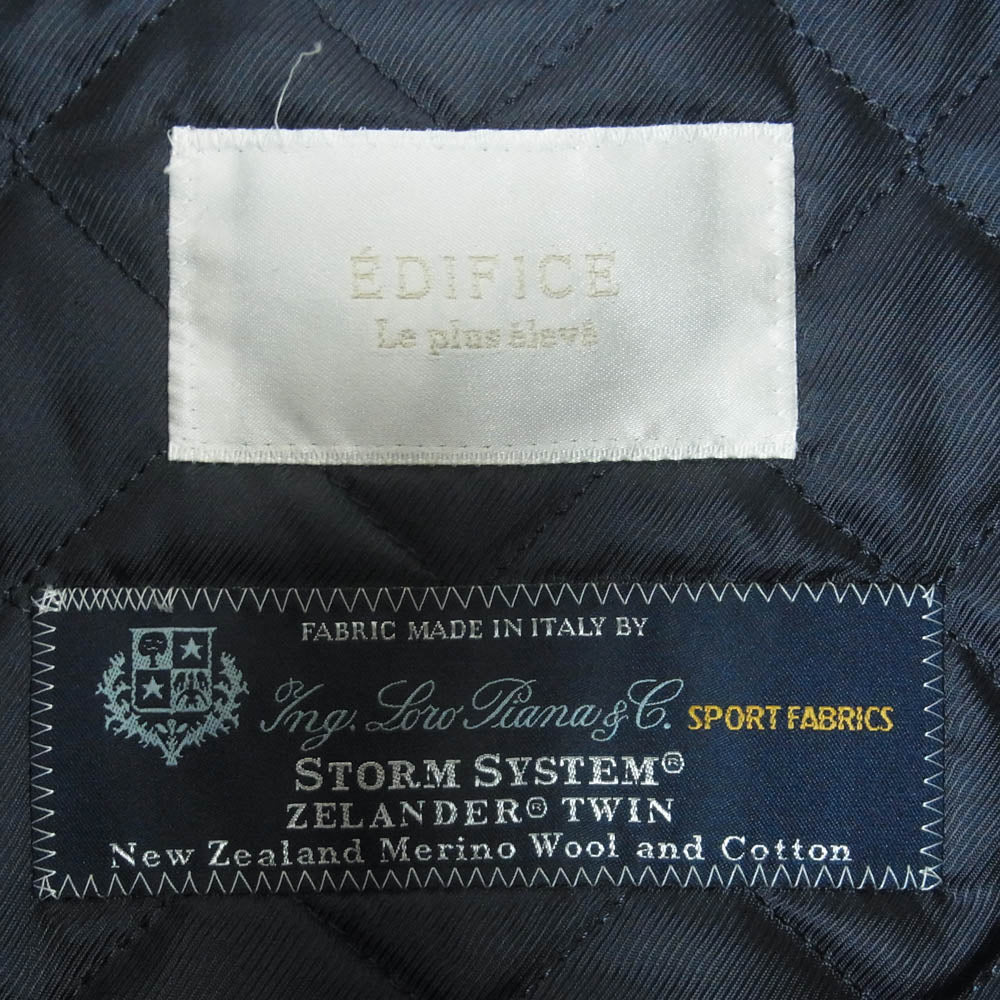 ÉDIFICE
Le plus élevé
FABRIC MADE IN ITALY BY
Ing. Loro Piana & C. SPORT FABRICS
STORM SYSTEM®
ZELANDER® TWIN
New Zealand Merino Wool and Cotton